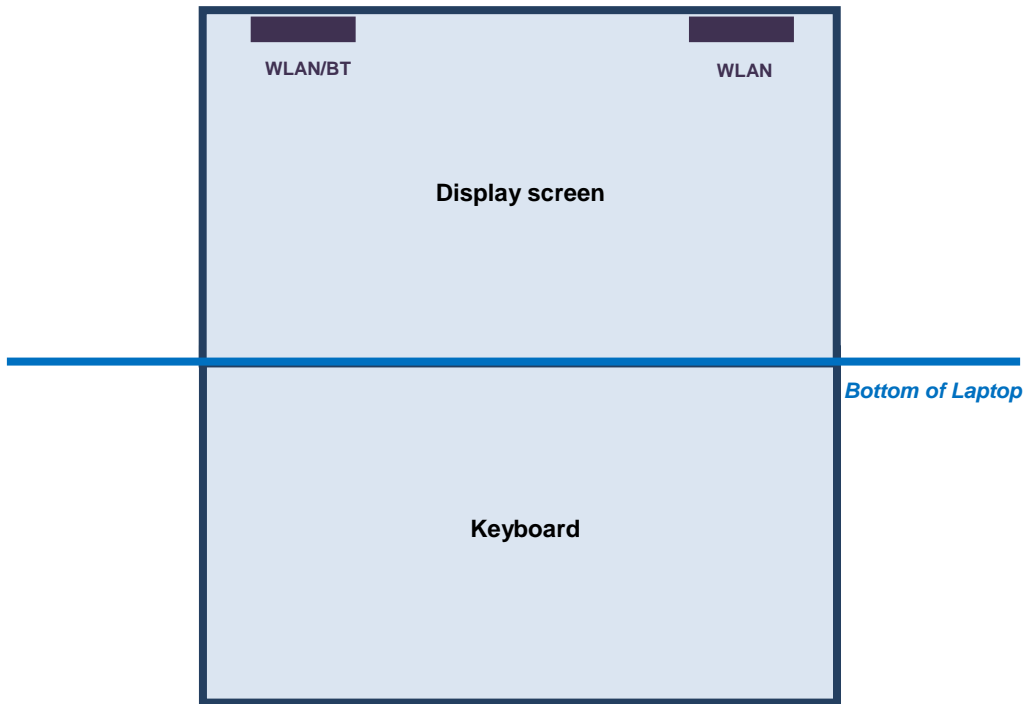 WLAN/BT
WLAN
Display screen
Bottom of Laptop
Keyboard